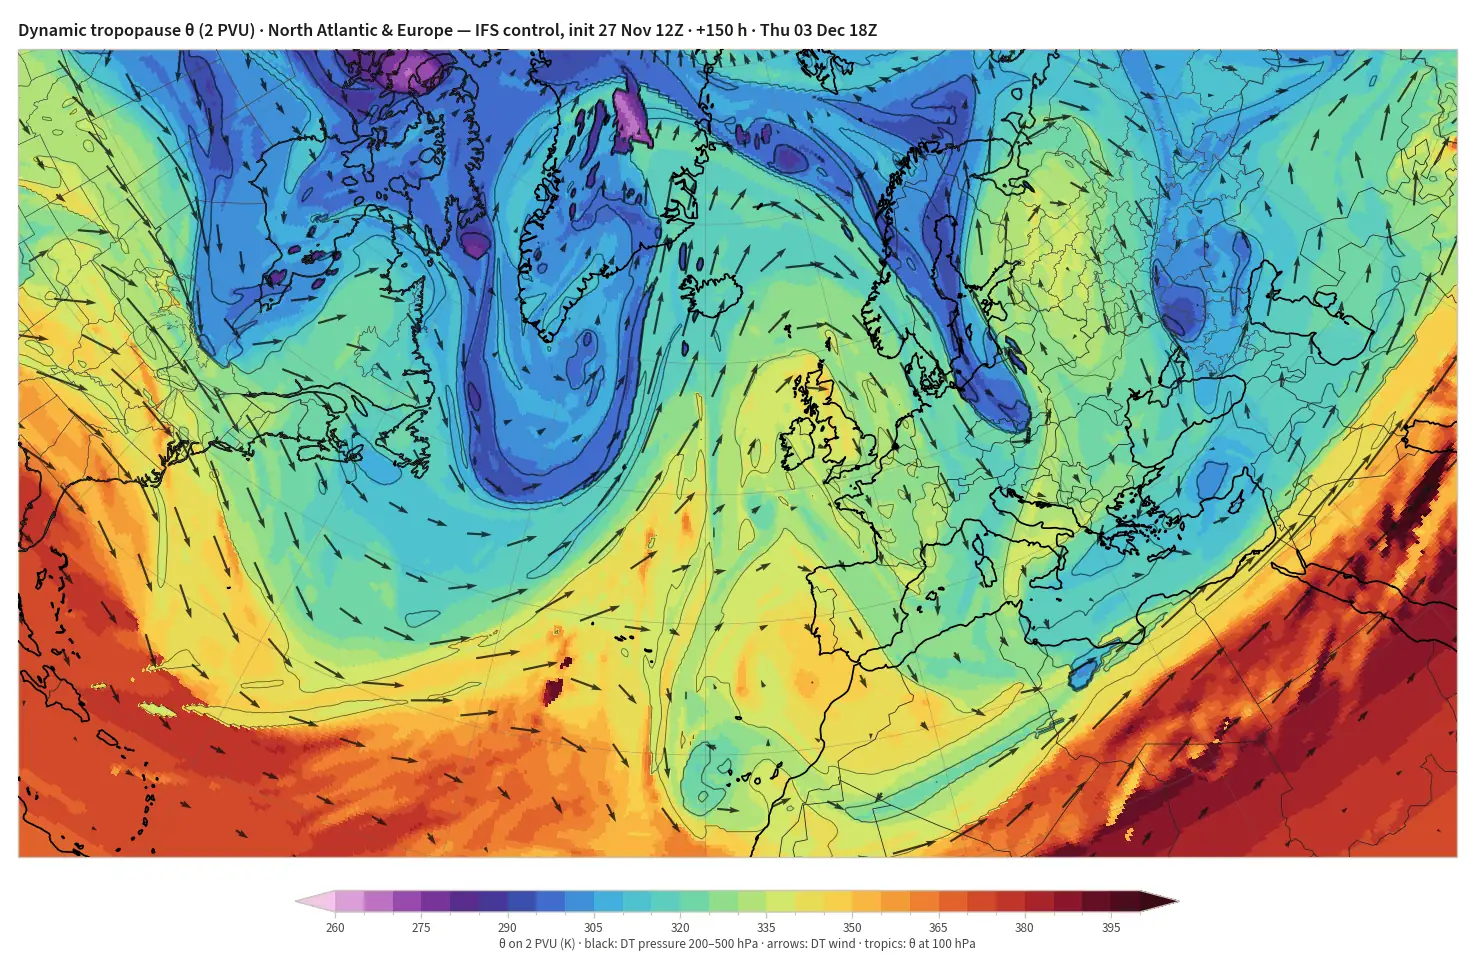 Dynamic tropopause θ (2 PVU) · North Atlantic & Europe — IFS control, init 27 Nov 12Z · +150 h · Thu 03 Dec 18Z
260 275 290 305 320 335 350 365 380 395
θ on 2 PVU (K) · black: DT pressure 200–500 hPa · arrows: DT wind · tropics: θ at 100 hPa